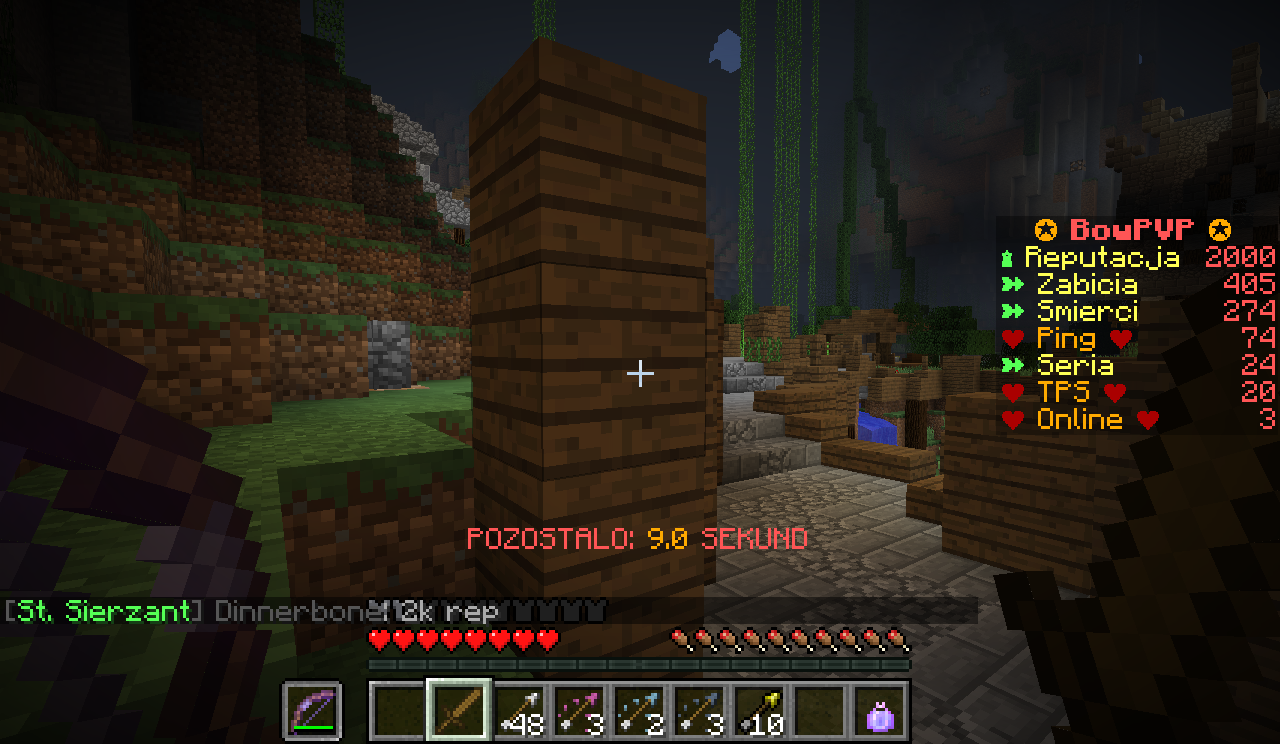 BowPVP
Reputacja 2000
Zabicia 405
Smierci 274
Ping 74
Seria 24
TPS 20
Online 3
POZOSTALO: 9.0 SEKUND
[St. Sierzant] Dinnerbone: 2k rep
48 3 2 3 10